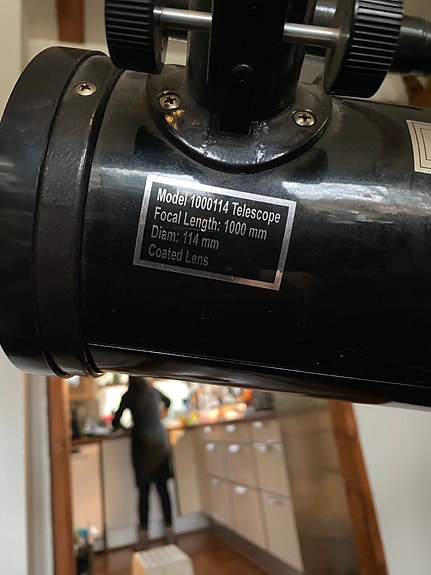 Model 1000114 Telescope
Focal Length: 1000 mm
Diam: 114 mm
Coated Lens